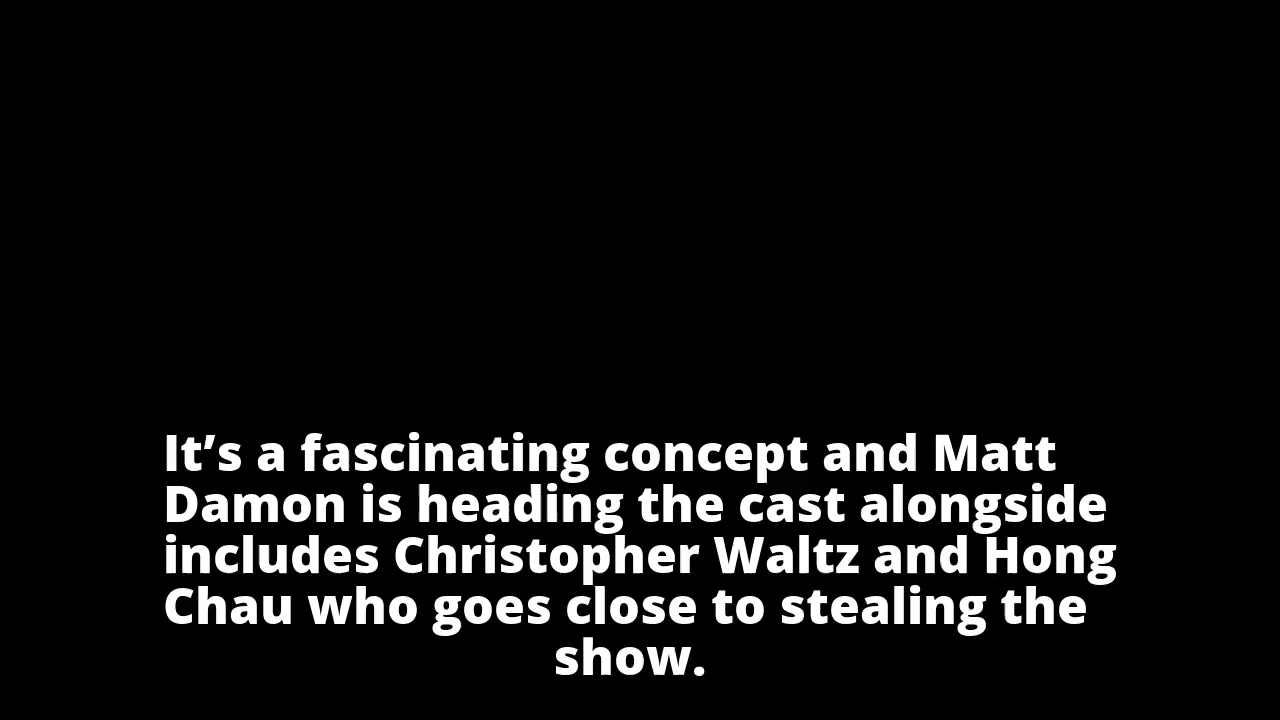 It’s a fascinating concept and Matt
Damon is heading the cast alongside
includes Christopher Waltz and Hong
Chau who goes close to stealing the
show.